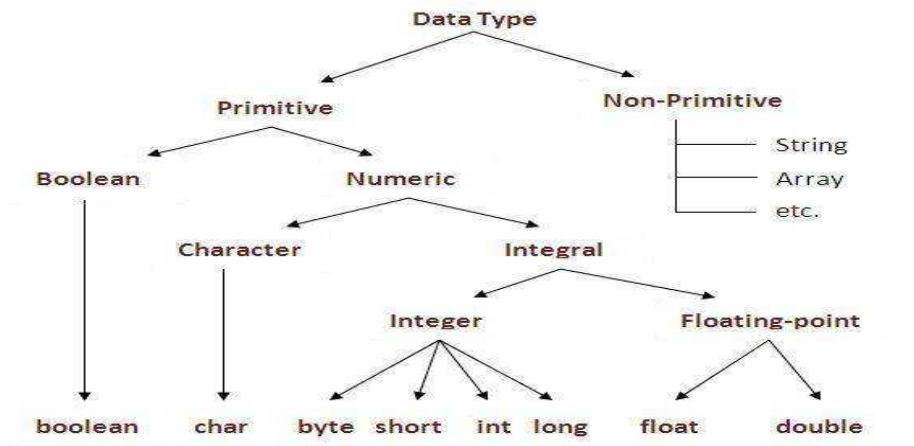 Data Type
Primitive
Non-Primitive
String
Boolean
Numeric
Array
etc.
Character
Integral
Integer
Floating-point
boolean
char
byte
short
int
long
float
double